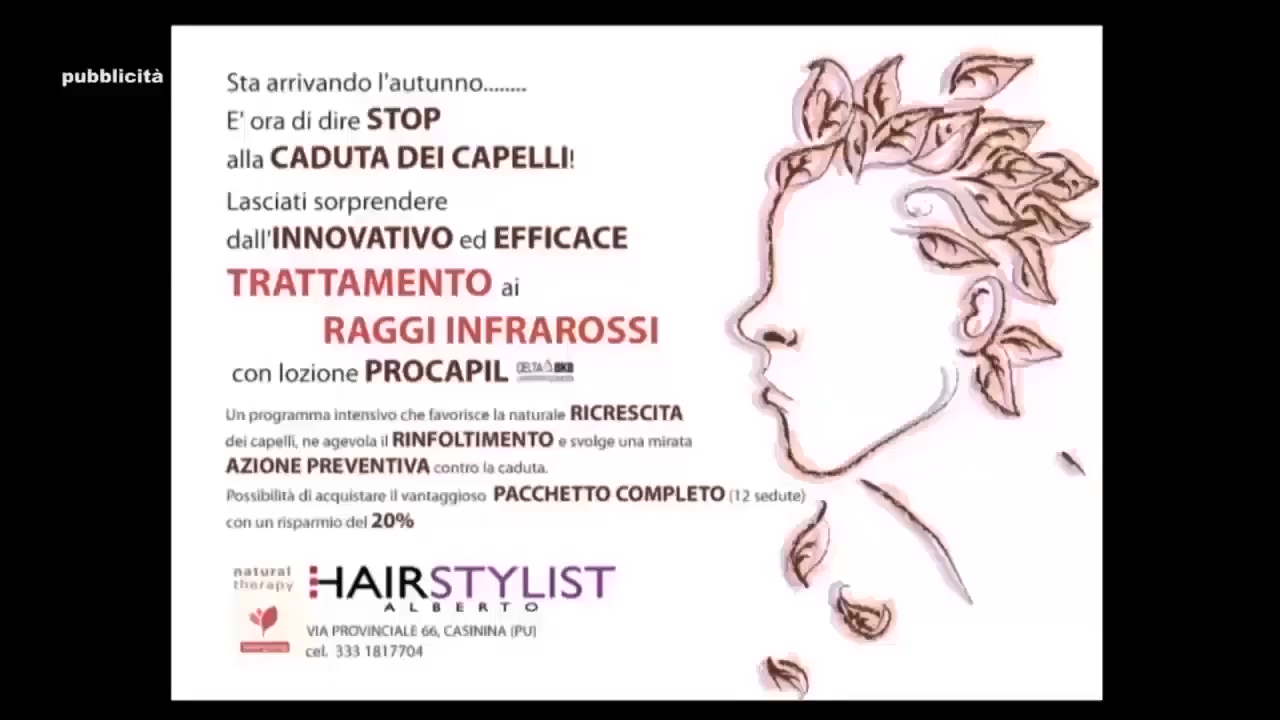 pubblicità
Sta arrivando l'autunno........
E' ora di dire STOP
alla CADUTA DEI CAPELLI!
Lasciati sorprendere
dall'INNOVATIVO ed EFFICACE
TRATTAMENTO ai
RAGGI INFRAROSSI
con lozione PROCAPIL DELTA BKB
Un programma intensivo che favorisce la naturale RICRESCITA
dei capelli, ne agevola il RINFOLTIMENTO e svolge una mirata
AZIONE PREVENTIVA contro la caduta.
Possibilità di acquistare il vantaggioso PACCHETTO COMPLETO (12 sedute)
con un risparmio del 20%
natural
therapy
HAIRSTYLIST
ALBERTO
VIA PROVINCIALE 66, CASININA (PU)
cel. 333 1817704